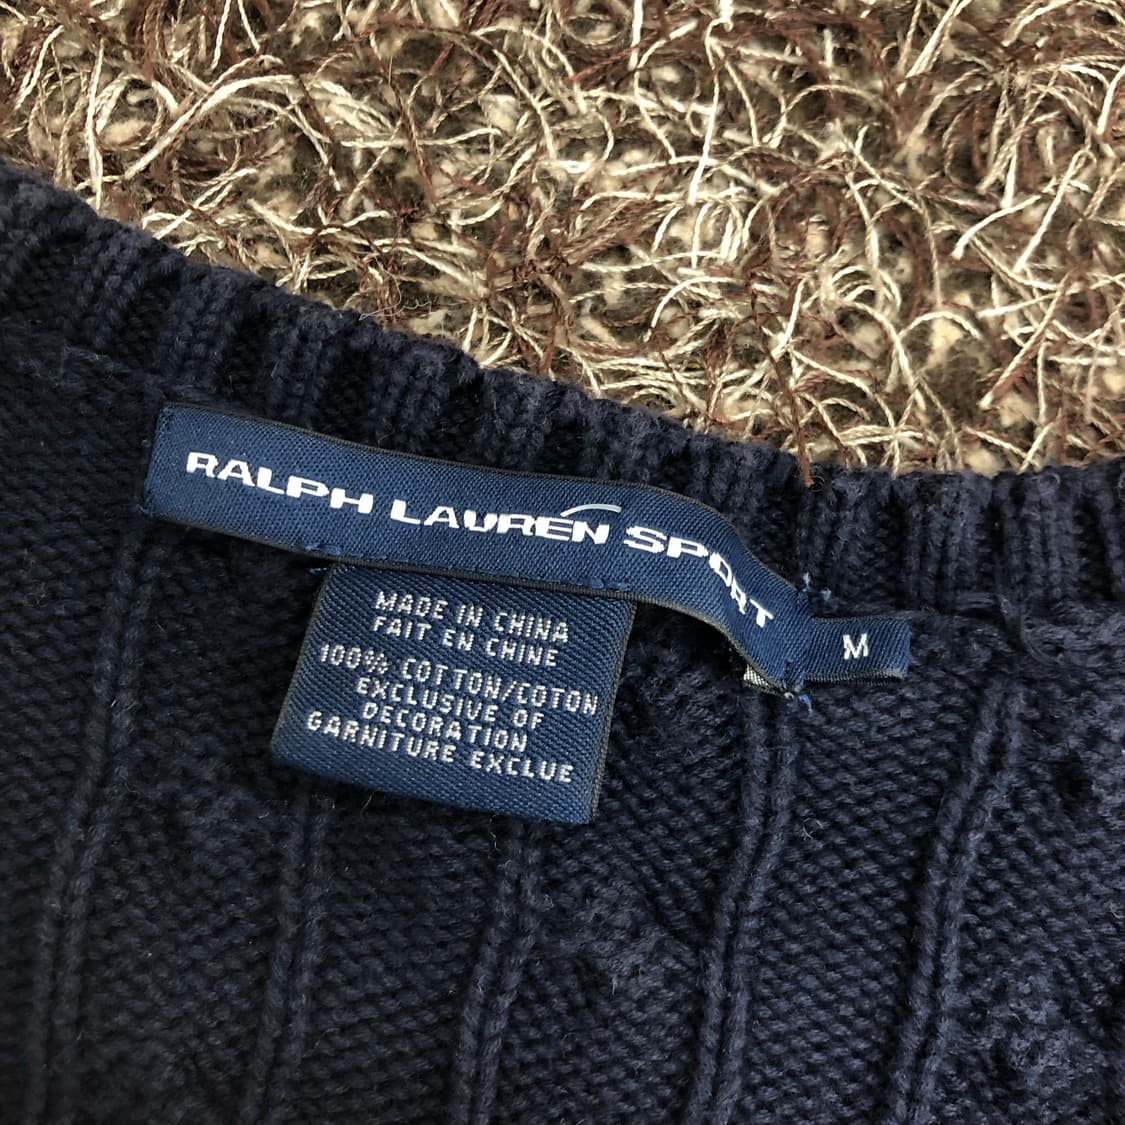 RALPH LAUREN SPORT
M
MADE IN CHINA
FAIT EN CHINE
100% COTTON/COTON
EXCLUSIVE OF
DECORATION
GARNITURE EXCLUE